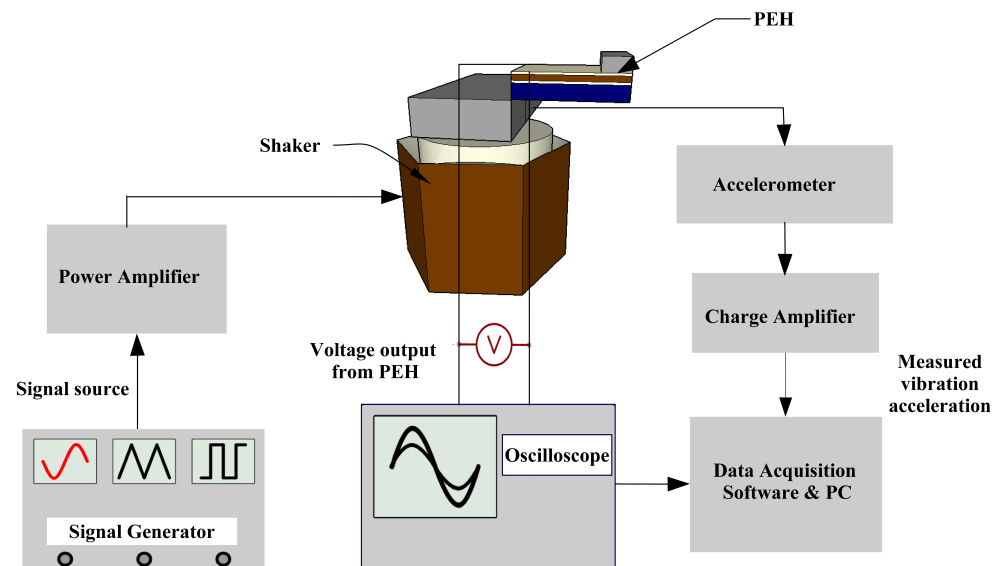 PEH
Shaker
Accelerometer
Power Amplifier
Charge Amplifier
Voltage output
from PEH
V
Measured
vibration
acceleration
Signal source
Oscilloscope
Data Acquisition
Software & PC
Signal Generator